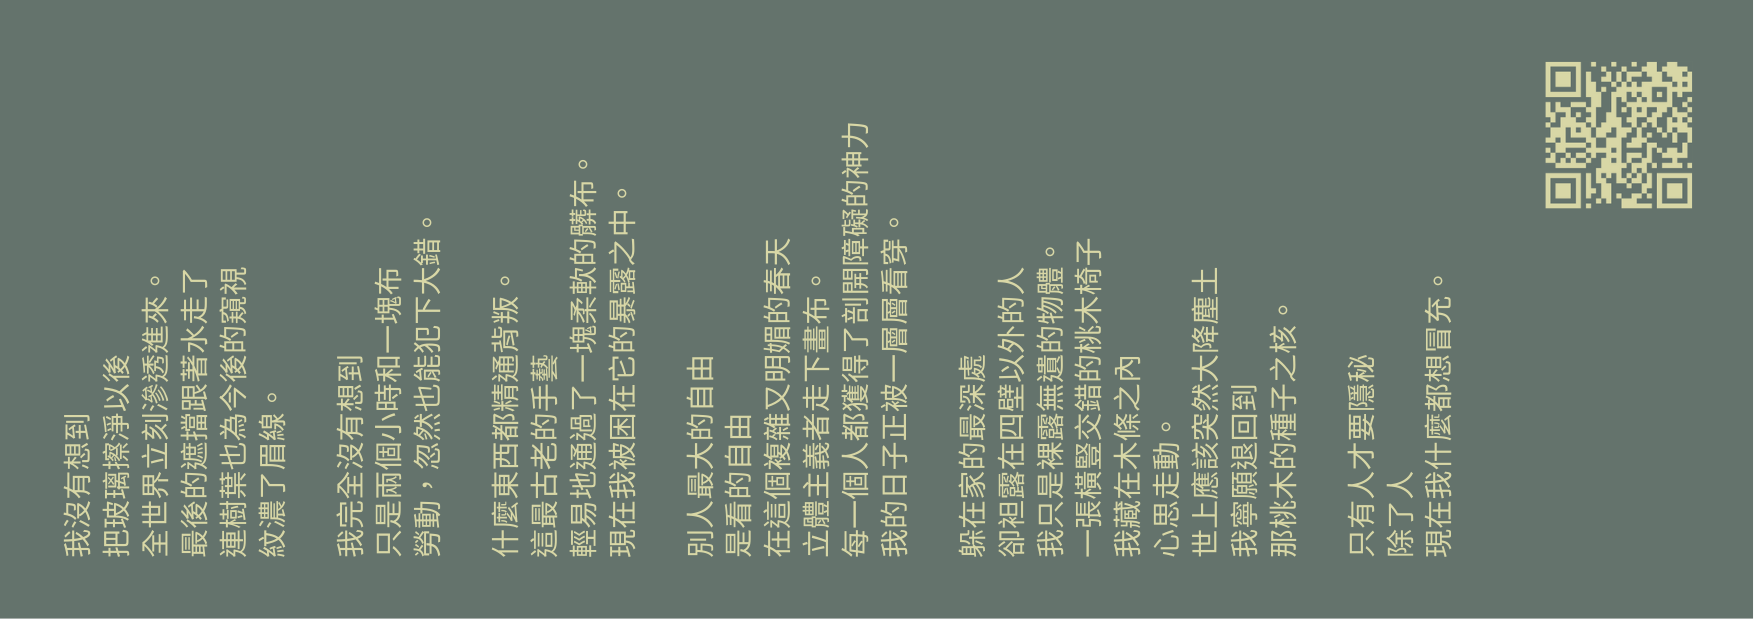 我沒有想到
把玻璃擦淨以後
全世界立刻滲透進來。
最後的遮擋跟著水走了
連樹葉也為今後的窺視
紋濃了眉線。
我完全沒有想到
只是兩個小時和一塊布
勞動，忽然也能犯下大錯。
什麼東西都精通背叛。
這最古老的手藝
輕易地通過了一塊柔軟的髒布。
現在我被困在它的暴露之中。
別人最大的自由
是看的自由
在這個複雜又明媚的春天
立體主義者走下畫布。
每一個人都獲得了剖開障礙的神力
我的日子正被一層層看穿。
躲在家的最深處
卻袒露在四壁以外的人
我只是裸露無遺的物體。
一張橫豎交錯的桃木椅子
我藏在木條之內
心思走動。
世上應該突然大降塵土
我寧願退回到
那桃木的種子之核。
只有人才要隱秘
除了人
現在我什麼都想冒充。